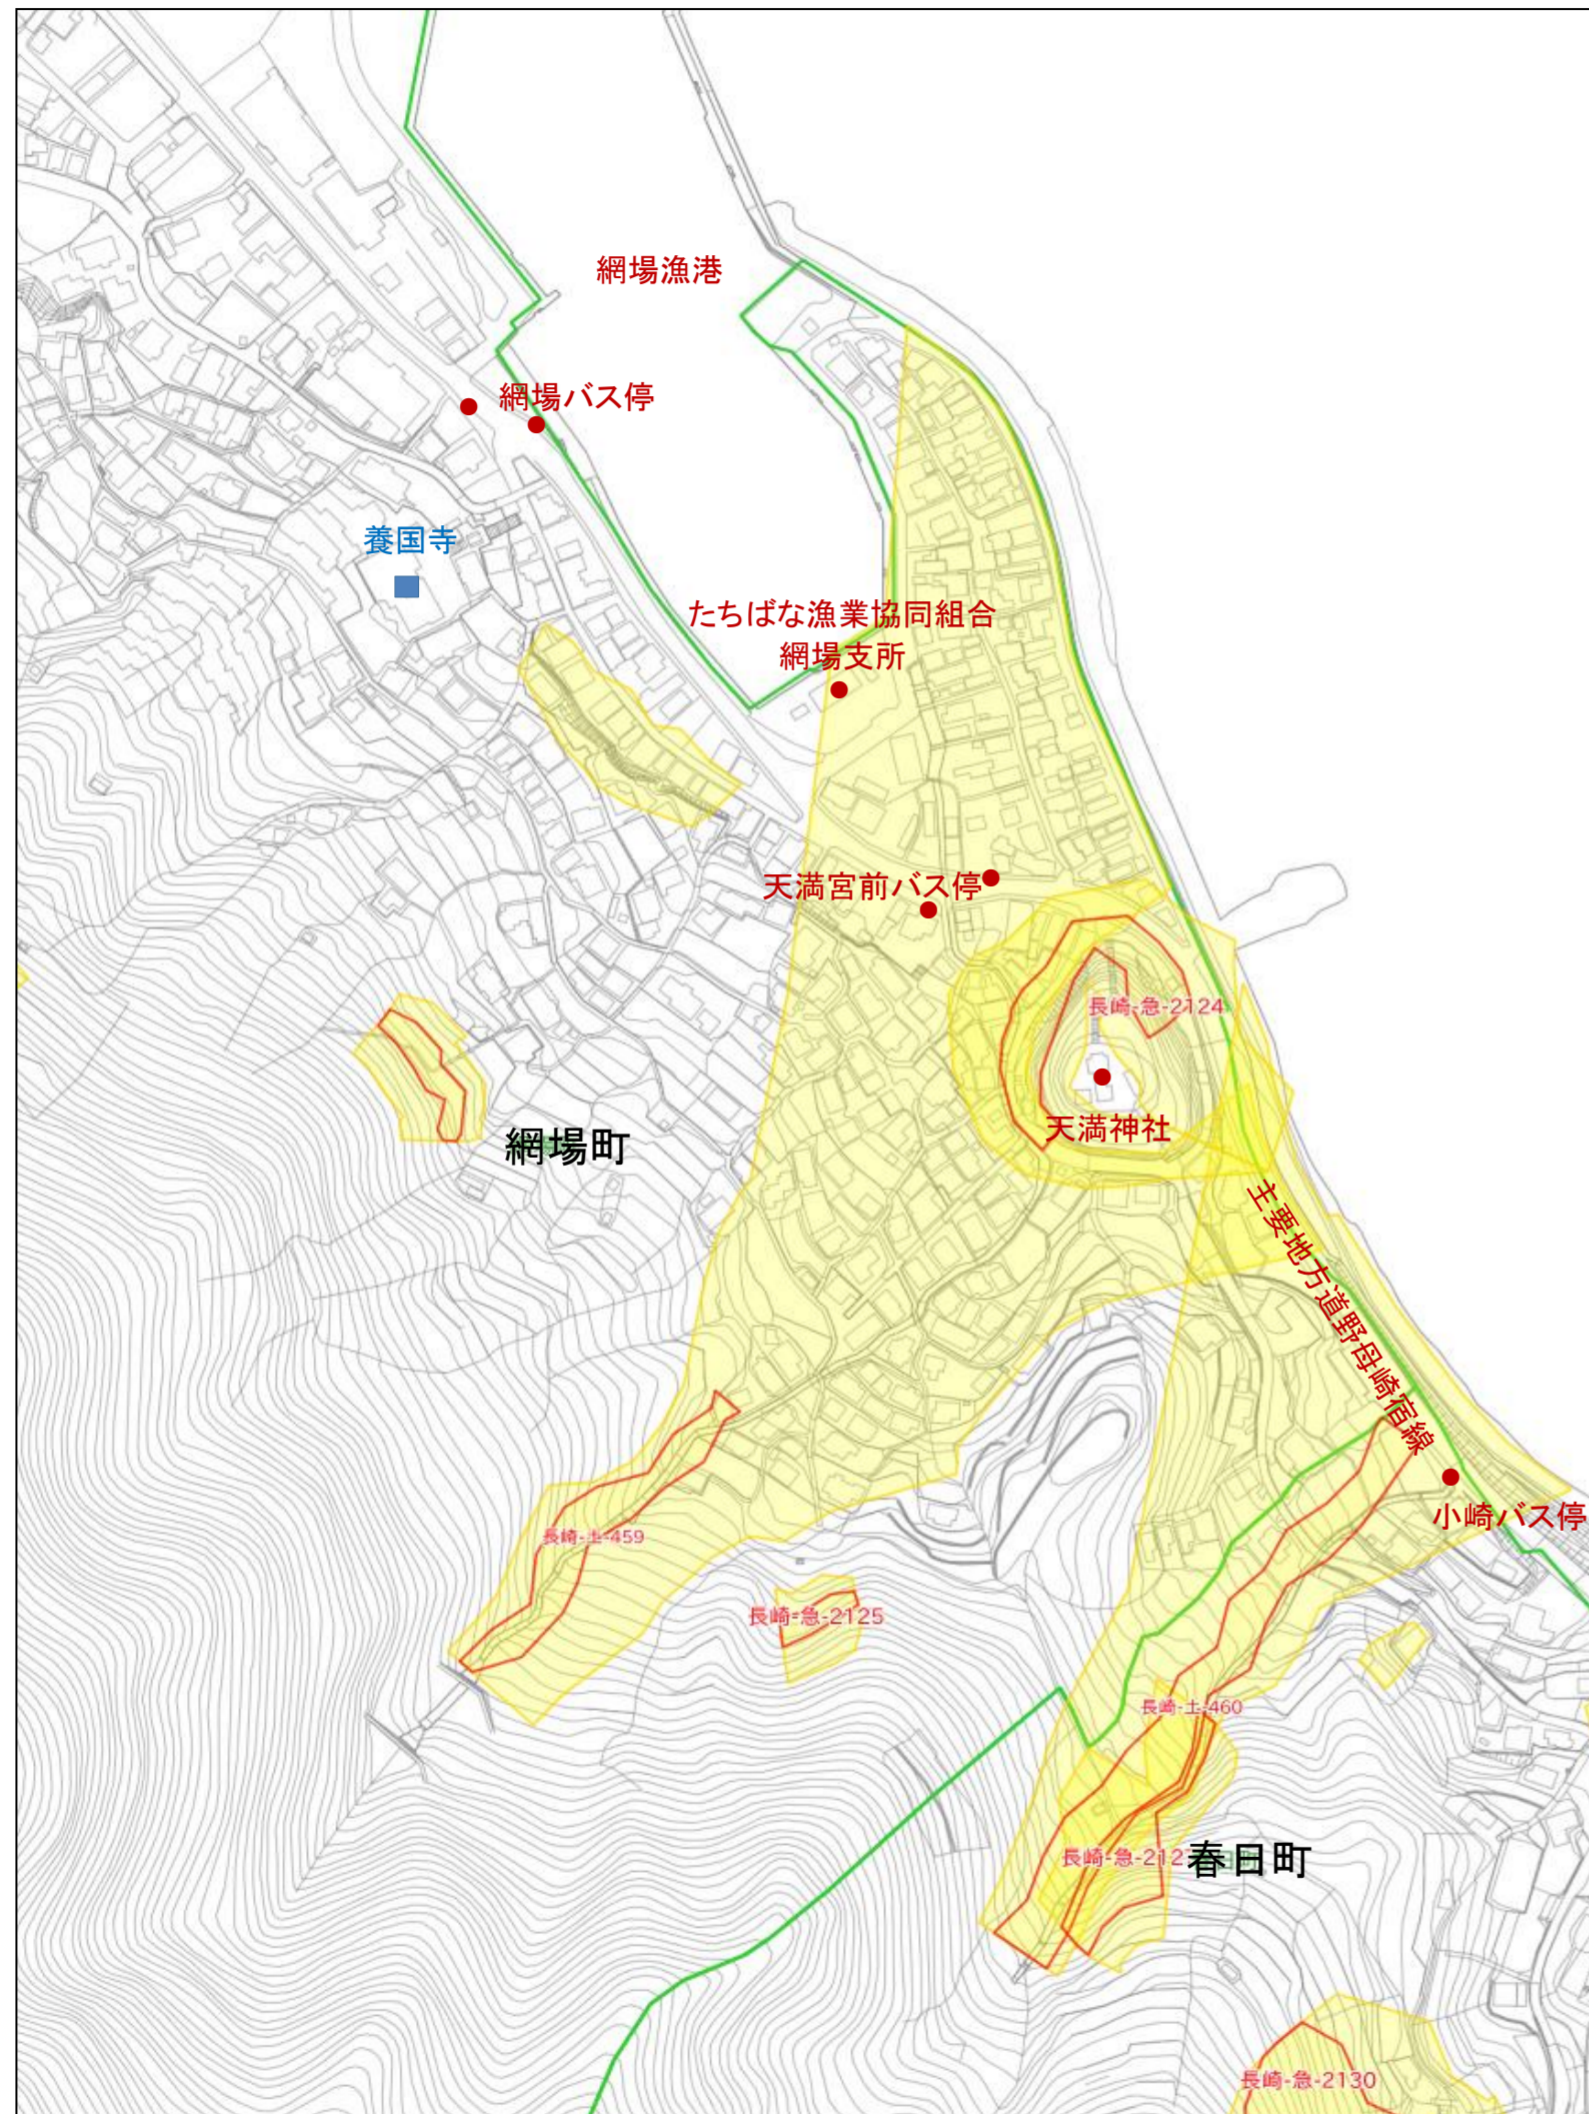 網場漁港
網場バス停
養国寺
たちばな漁業協同組合
網場支所
天満宮前バス停
長崎-急-2124
天満神社
網場町
主要地方道野母崎宿線
小崎バス停
長崎-土-459
長崎-急-2125
長崎-土-460
長崎-急-212
春日町
長崎-急-2130